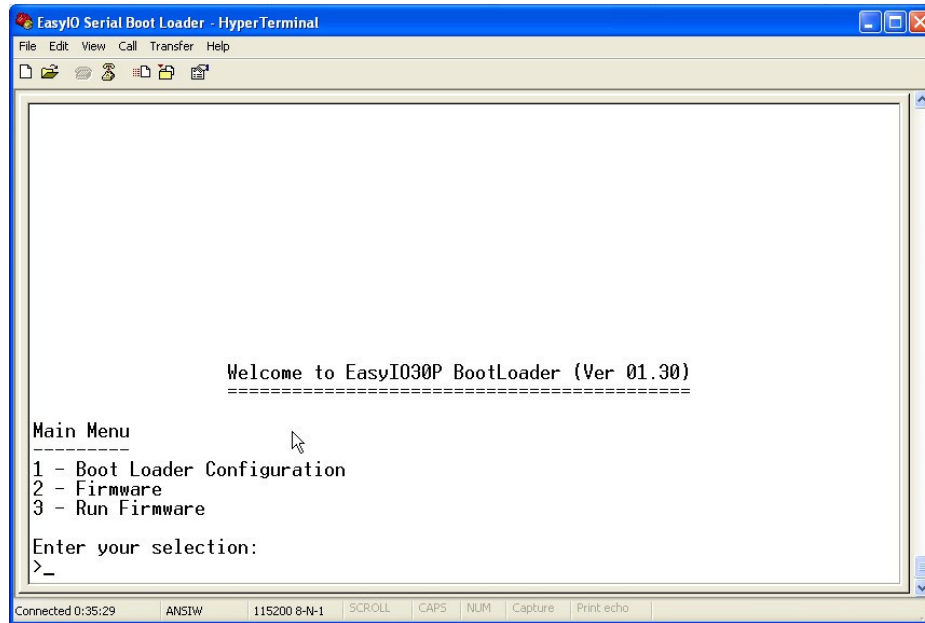 EasyIO Serial Boot Loader - HyperTerminal
File Edit View Call Transfer Help
Welcome to EasyIO30P BootLoader (Ver 01.30)
===========================================
Main Menu
---------
1 - Boot Loader Configuration
2 - Firmware
3 - Run Firmware
Enter your selection:
>_
Connected 0:35:29 ANSIW 115200 8-N-1 SCROLL CAPS NUM Capture Print echo